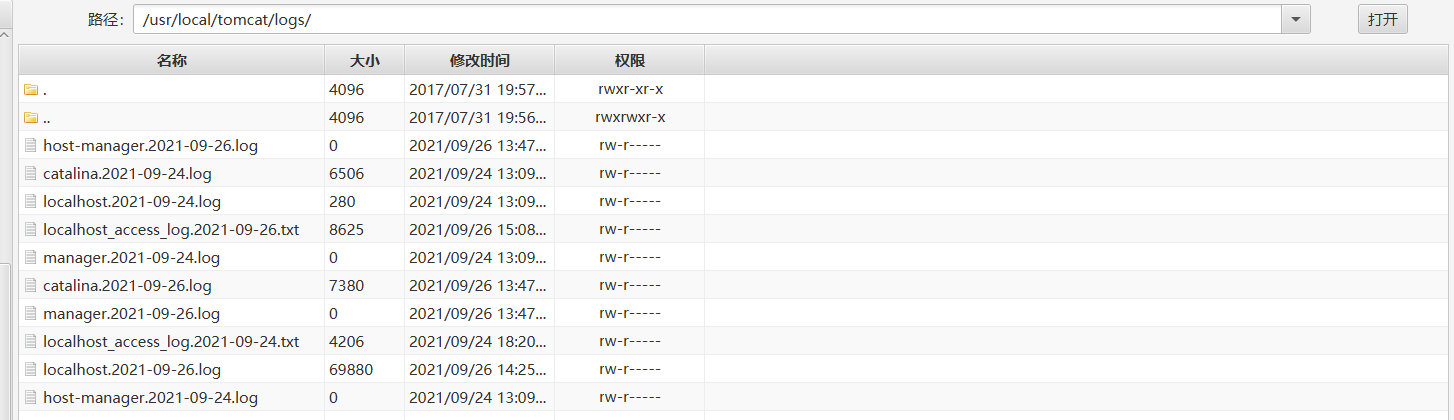 路径： /usr/local/tomcat/logs/ 打开
名称 大小 修改时间 权限
. 4096 2017/07/31 19:57... rwxr-xr-x
.. 4096 2017/07/31 19:56... rwxrwxr-x
host-manager.2021-09-26.log 0 2021/09/26 13:47... rw-r-----
catalina.2021-09-24.log 6506 2021/09/24 13:09... rw-r-----
localhost.2021-09-24.log 280 2021/09/24 13:09... rw-r-----
localhost_access_log.2021-09-26.txt 8625 2021/09/26 15:08... rw-r-----
manager.2021-09-24.log 0 2021/09/24 13:09... rw-r-----
catalina.2021-09-26.log 7380 2021/09/26 13:47... rw-r-----
manager.2021-09-26.log 0 2021/09/26 13:47... rw-r-----
localhost_access_log.2021-09-24.txt 4206 2021/09/24 18:20... rw-r-----
localhost.2021-09-26.log 69880 2021/09/26 14:25... rw-r-----
host-manager.2021-09-24.log 0 2021/09/24 13:09... rw-r-----